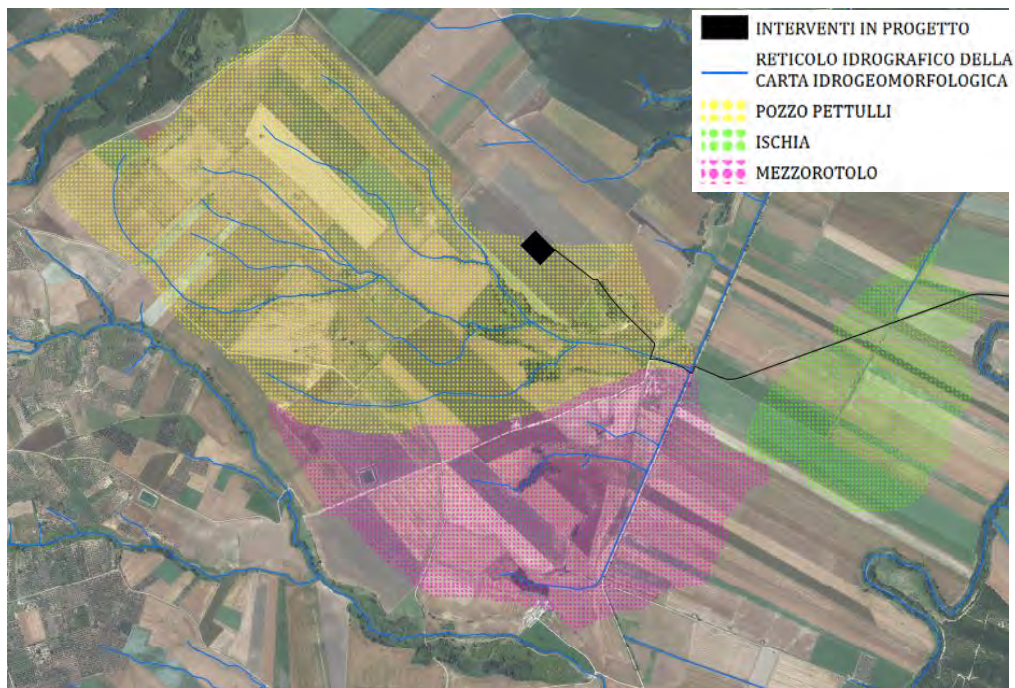 INTERVENTI IN PROGETTO
RETICOLO IDROGRAFICO DELLA
CARTA IDROGEOMORFOLOGICA
POZZO PETTULLI
ISCHIA
MEZZOROTOLO